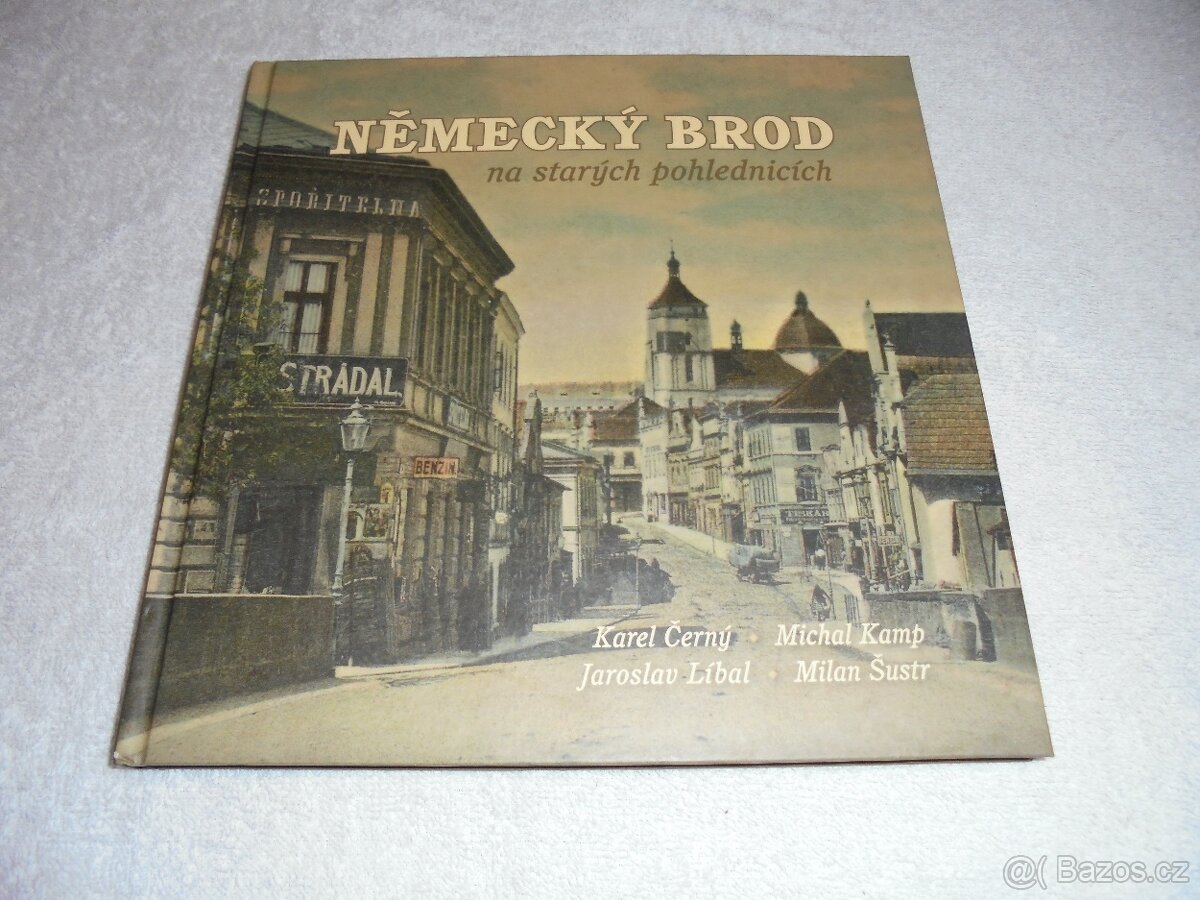 NĚMECKÝ BROD
na starých pohlednicích
SPOŘITELNA
STRÁDAL
BENZIN
Karel Černý • Michal Kamp
Jaroslav Líbal • Milan Šustr
@( Bazos.cz